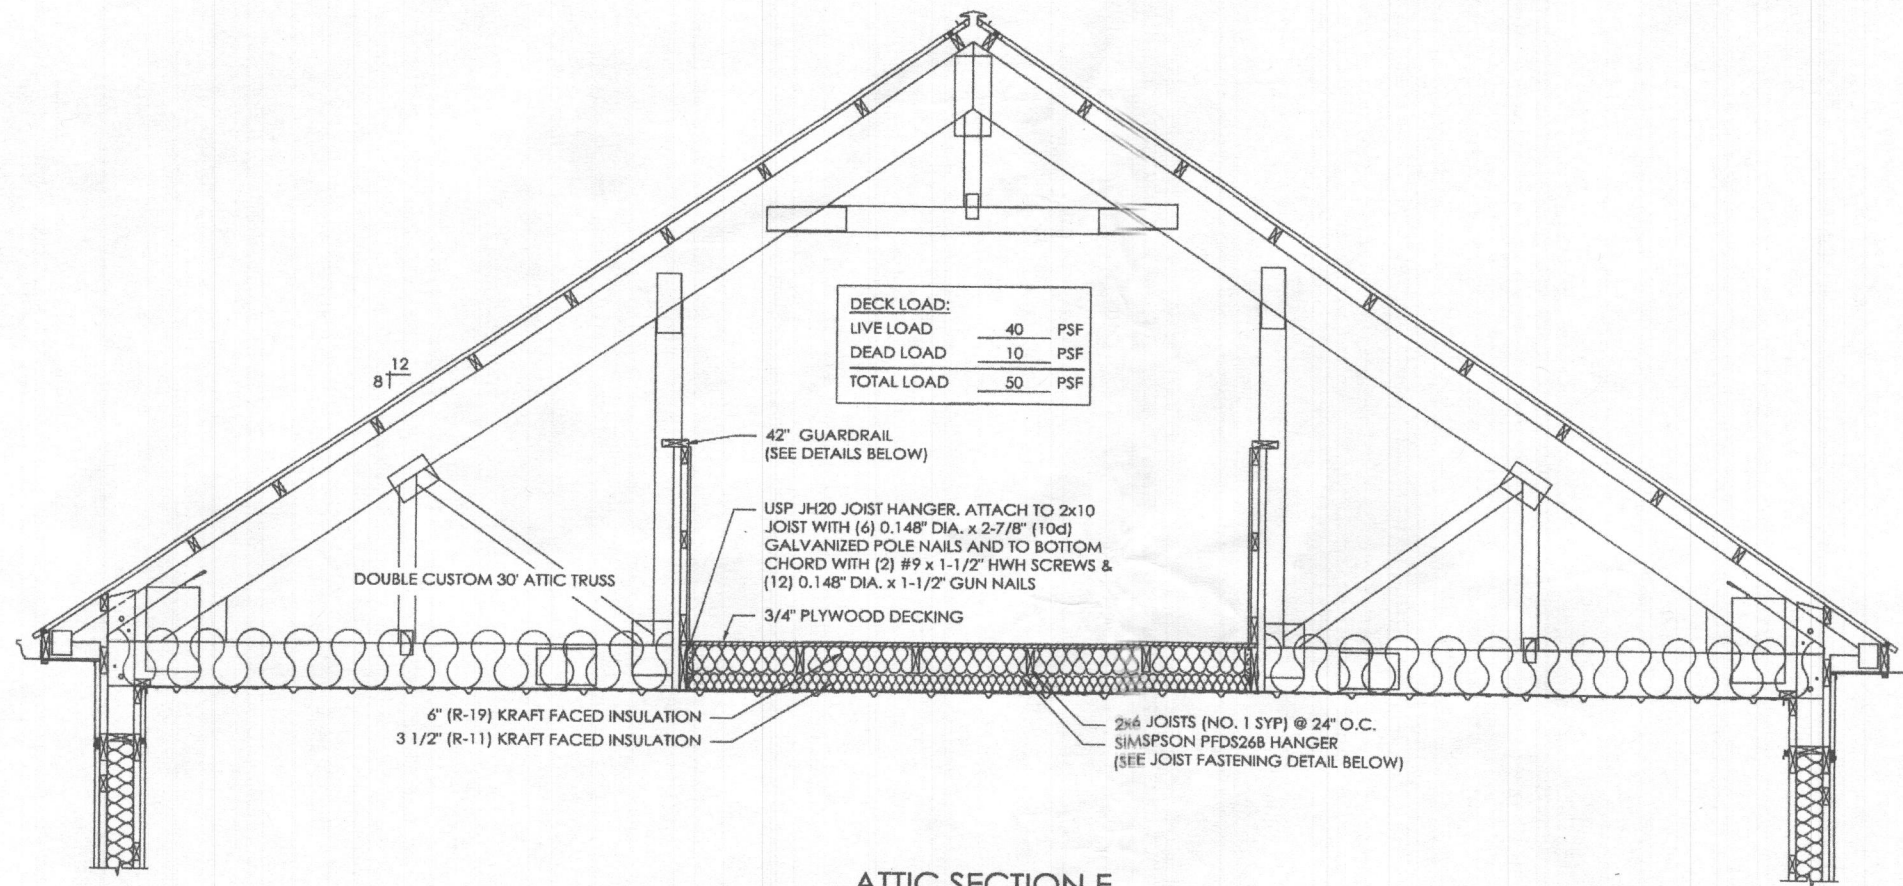 12
8
DECK LOAD:
LIVE LOAD 40 PSF
DEAD LOAD 10 PSF
TOTAL LOAD 50 PSF
42" GUARDRAIL
(SEE DETAILS BELOW)
USP JH20 JOIST HANGER. ATTACH TO 2x10
JOIST WITH (6) 0.148" DIA. x 2-7/8" (10d)
GALVANIZED POLE NAILS AND TO BOTTOM
CHORD WITH (2) #9 x 1-1/2" HWH SCREWS &
(12) 0.148" DIA. x 1-1/2" GUN NAILS
DOUBLE CUSTOM 30' ATTIC TRUSS
3/4" PLYWOOD DECKING
6" (R-19) KRAFT FACED INSULATION
3 1/2" (R-11) KRAFT FACED INSULATION
2x6 JOISTS (NO. 1 SYP) @ 24" O.C.
SIMSPSON PFDS26B HANGER
(SEE JOIST FASTENING DETAIL BELOW)
ATTIC SECTION E